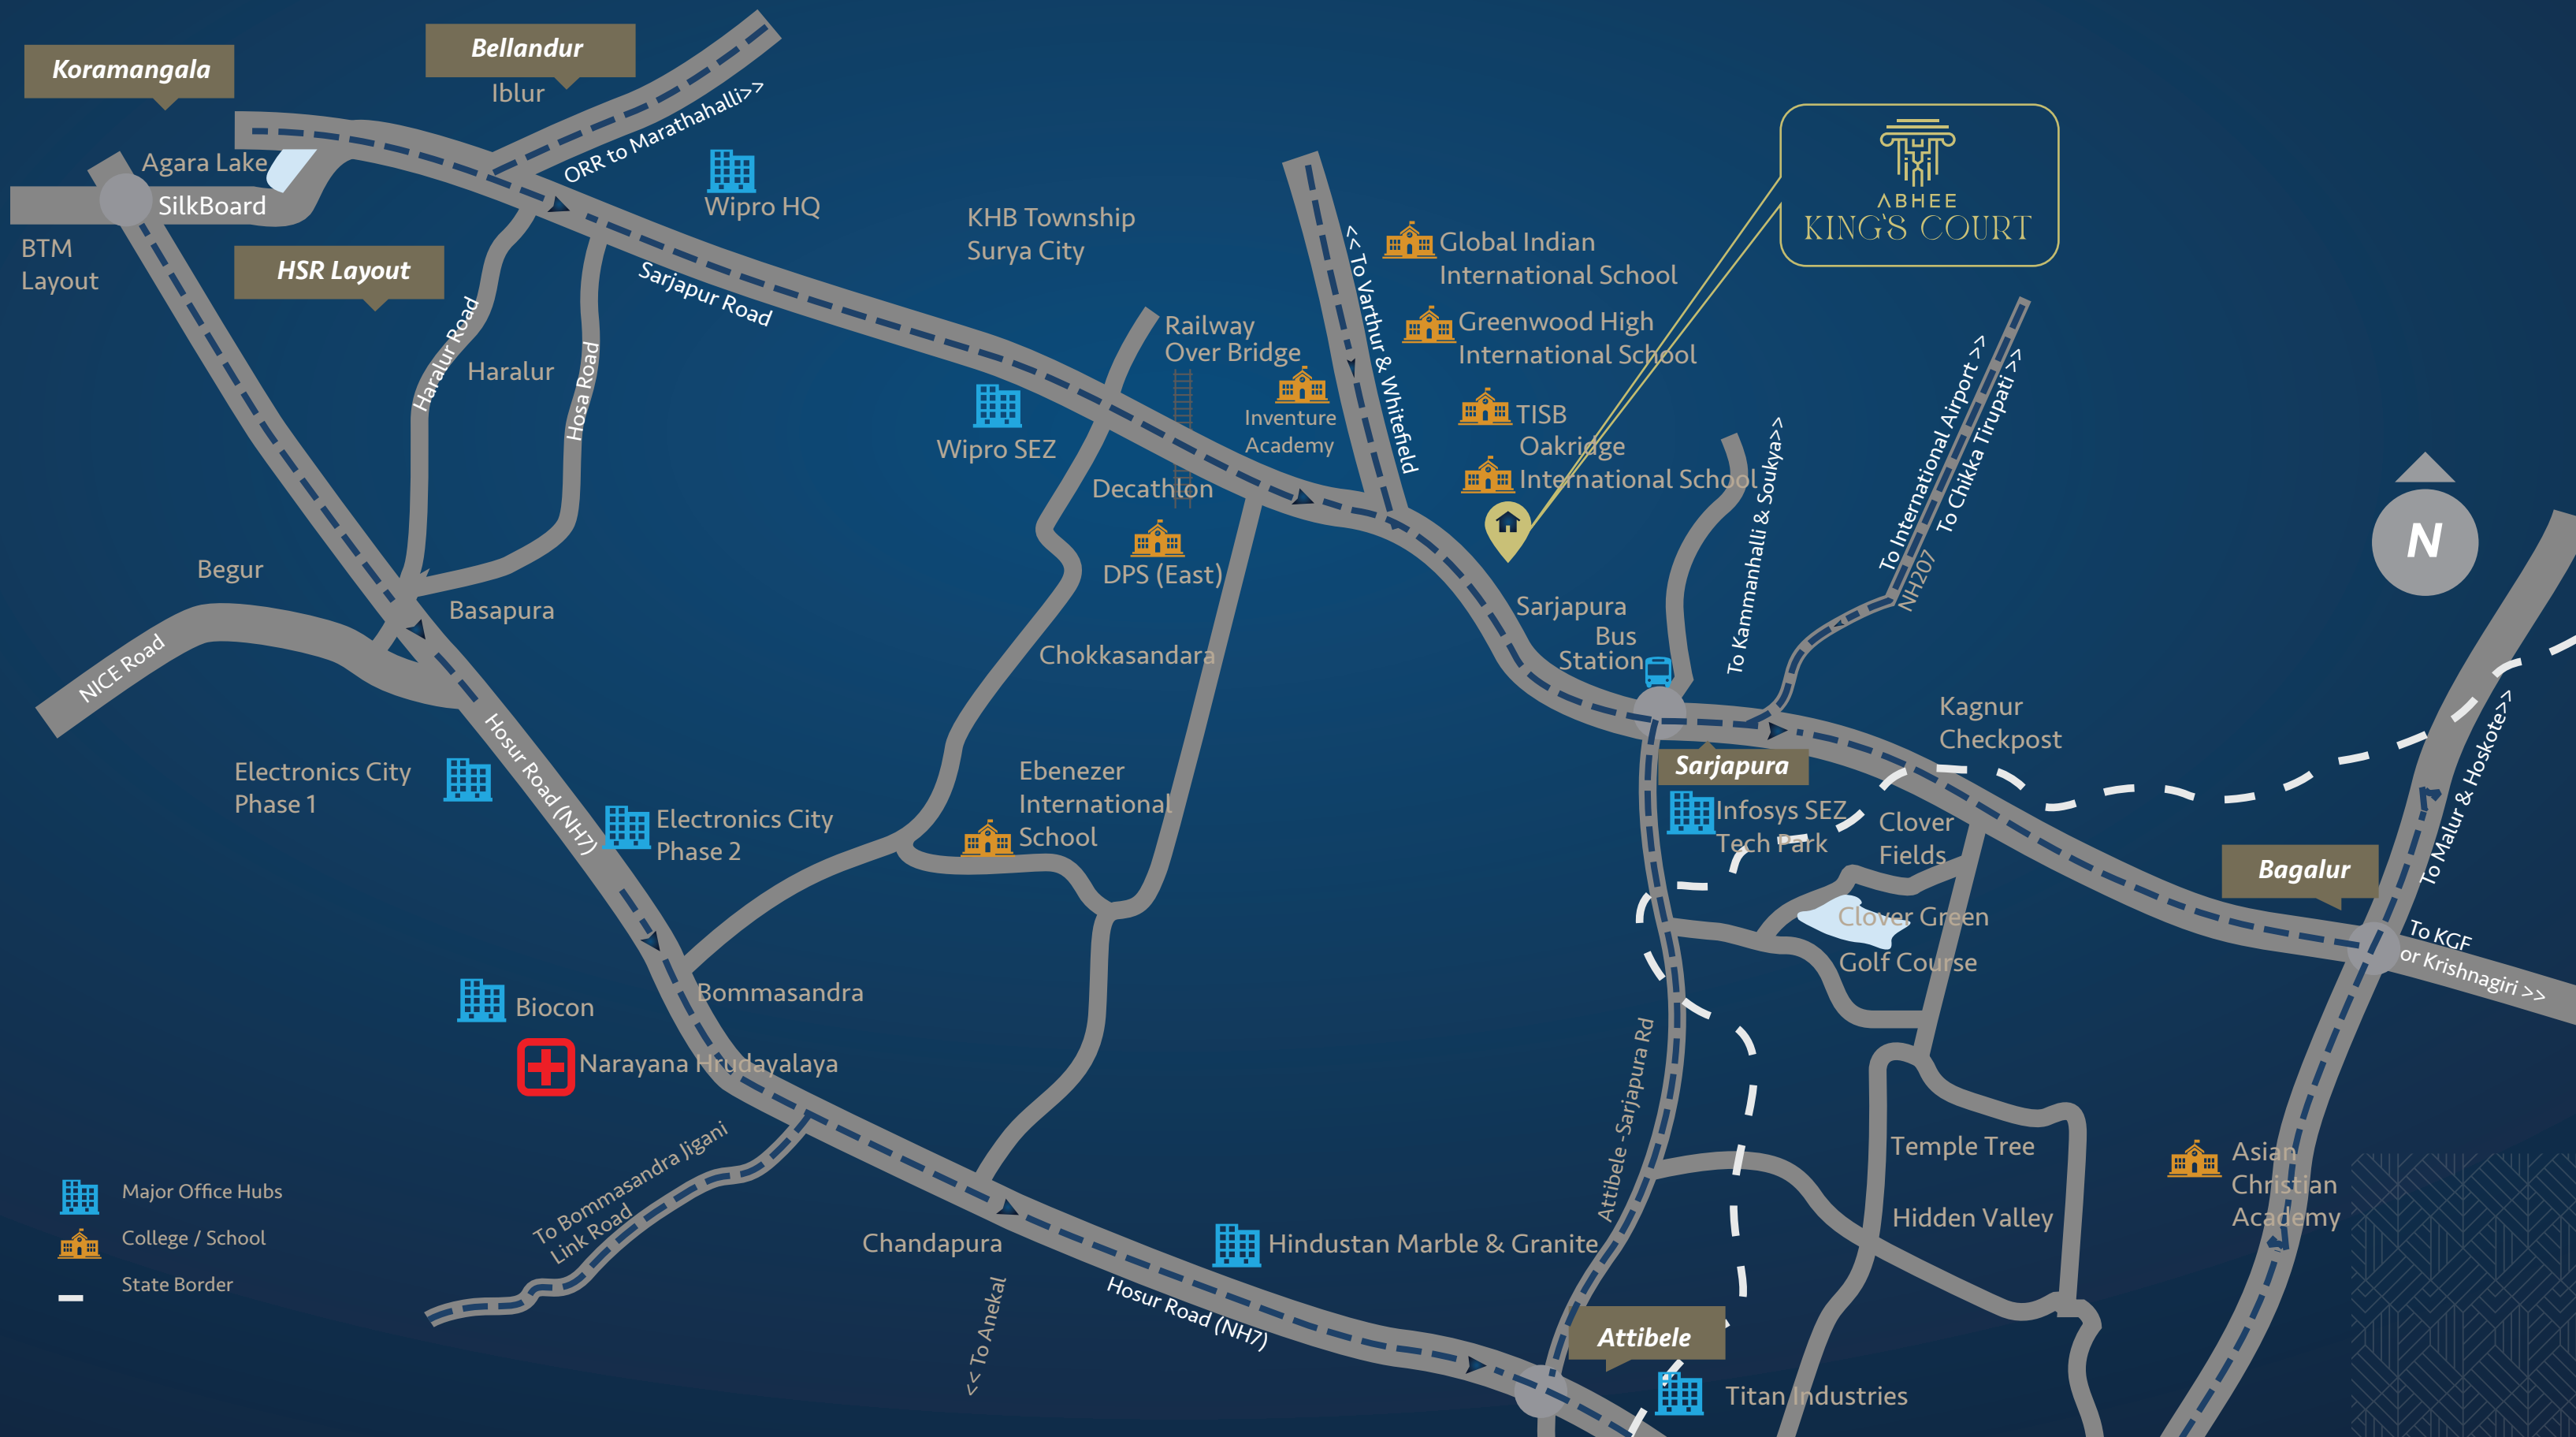 Koramangala
Bellandur
Iblur
ORR to Marathahalli>>
Agara Lake
SilkBoard
BTM
Layout
HSR Layout
Wipro HQ
Sarjapur Road
Haralur Road
Haralur
Hosa Road
KHB Township
Surya City
Railway
Over Bridge
Inventure
Academy
Wipro SEZ
Decathlon
DPS (East)
Chokkasandara
<< To Varthur & Whitefield
Global Indian
International School
Greenwood High
International School
TISB
Oakridge
International School
ABHEE
KING'S COURT
To International Airport >>
To Chikka Tirupati >>
NH207
To Kammanhalli & Soukya>>
N
Begur
Basapura
NICE Road
Sarjapura
Bus
Station
Kagnur
Checkpost
Sarjapura
Infosys SEZ
Tech Park
Clover
Fields
Clover Green
Golf Course
Bagalur
To Malur & Hoskote>>
To KGF
or Krishnagiri >>
Electronics City
Phase 1
Hosur Road (NH7)
Electronics City
Phase 2
Ebenezer
International
School
Biocon
Bommasandra
Narayana Hrudayalaya
To Bommasandra Jigani
Link Road
Attibele -Sarjapura Rd
Temple Tree
Hidden Valley
Asian
Christian
Academy
Major Office Hubs
College / School
State Border
Chandapura
<< To Anekal
Hosur Road (NH7)
Hindustan Marble & Granite
Attibele
Titan Industries